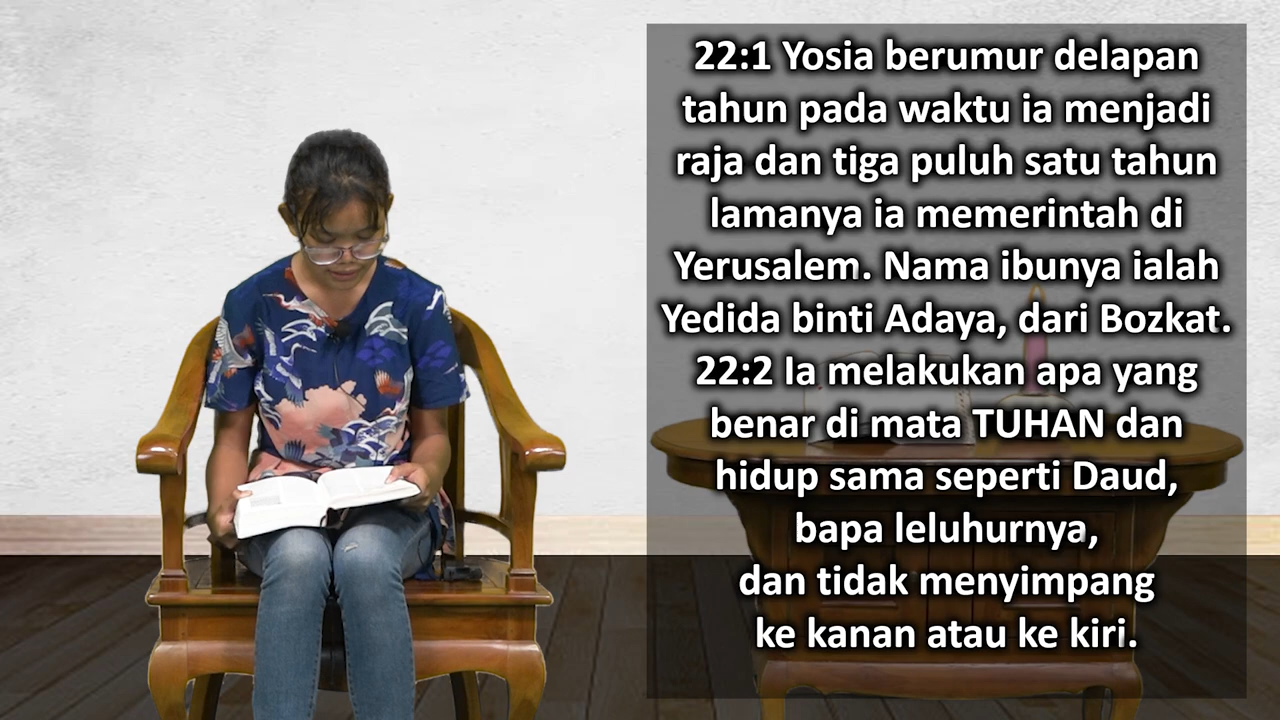 22:1 Yosia berumur delapan
tahun pada waktu ia menjadi
raja dan tiga puluh satu tahun
lamanya ia memerintah di
Yerusalem. Nama ibunya ialah
Yedida binti Adaya, dari Bozkat.
22:2 Ia melakukan apa yang
benar di mata TUHAN dan
hidup sama seperti Daud,
bapa leluhurnya,
dan tidak menyimpang
ke kanan atau ke kiri.